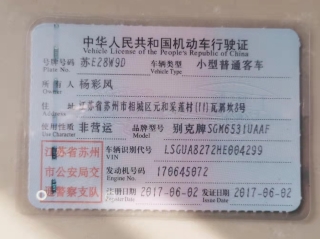 中华人民共和国机动车行驶证
Vehicle License of the People's Republic of China
号牌号码 苏E28W9D 车辆类型 小型普通客车
Plate No. Vehicle Type
所有人 杨彩凤
Owner
住址 江苏省苏州市相城区元和采莲村(11)瓦屑坎8号
Address
使用性质 非营运 品牌型号 别克牌SGM6531UAAF
Use Character Model
江苏省苏州 车辆识别代号 LSGUA8272HE004299
VIN
市公安局交 发动机号码 170645072
Engine No.
通警察支队 注册日期 2017-06-02 发证日期 2017-06-02
Register Date Issue Date